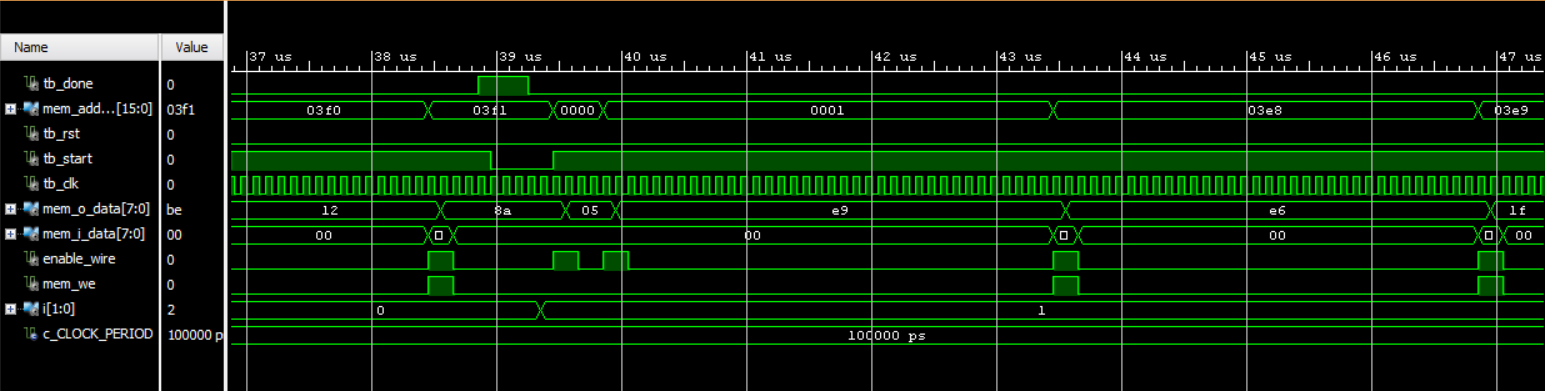 Name Value
37 us 38 us 39 us 40 us 41 us 42 us 43 us 44 us 45 us 46 us 47 us
tb_done 0
mem_add...[15:0] 03f1 03f0 03f1 0000 0001 03e8 03e9
tb_rst 0
tb_start 0
tb_clk 0
mem_o_data[7:0] be 12 8a 05 e9 e6 1f
mem_i_data[7:0] 00 00 00 00 00
enable_wire 0
mem_we 0
i[1:0] 2 0 1
c_CLOCK_PERIOD 100000 p 100000 ps